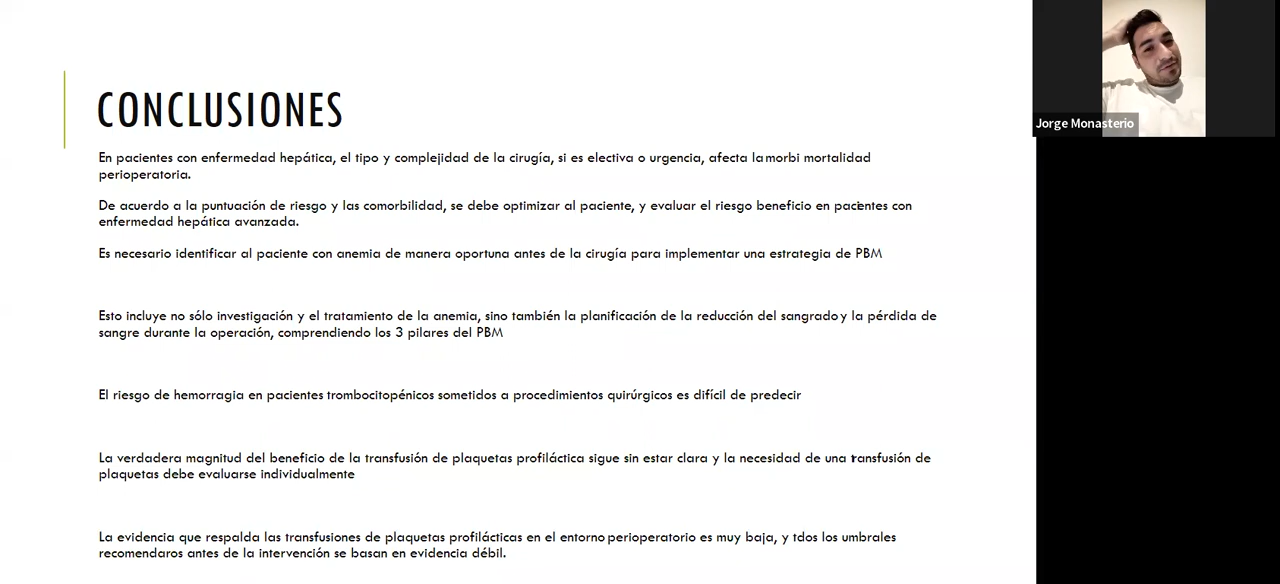 CONCLUSIONES
En pacientes con enfermedad hepática, el tipo y complejidad de la cirugía, si es electiva o urgencia, afecta la morbi mortalidad
perioperatoria.
De acuerdo a la puntuación de riesgo y las comorbilidad, se debe optimizar al paciente, y evaluar el riesgo beneficio en pacientes con
enfermedad hepática avanzada.
Es necesario identificar al paciente con anemia de manera oportuna antes de la cirugía para implementar una estrategia de PBM
Esto incluye no sólo investigación y el tratamiento de la anemia, sino también la planificación de la reducción del sangrado y la pérdida de
sangre durante la operación, comprendiendo los 3 pilares del PBM
El riesgo de hemorragia en pacientes trombocitopénicos sometidos a procedimientos quirúrgicos es difícil de predecir
La verdadera magnitud del beneficio de la transfusión de plaquetas profiláctica sigue sin estar clara y la necesidad de una transfusión de
plaquetas debe evaluarse individualmente
La evidencia que respalda las transfusiones de plaquetas profilácticas en el entorno perioperatorio es muy baja, y tdos los umbrales
recomendaros antes de la intervención se basan en evidencia débil.
Jorge Monasterio